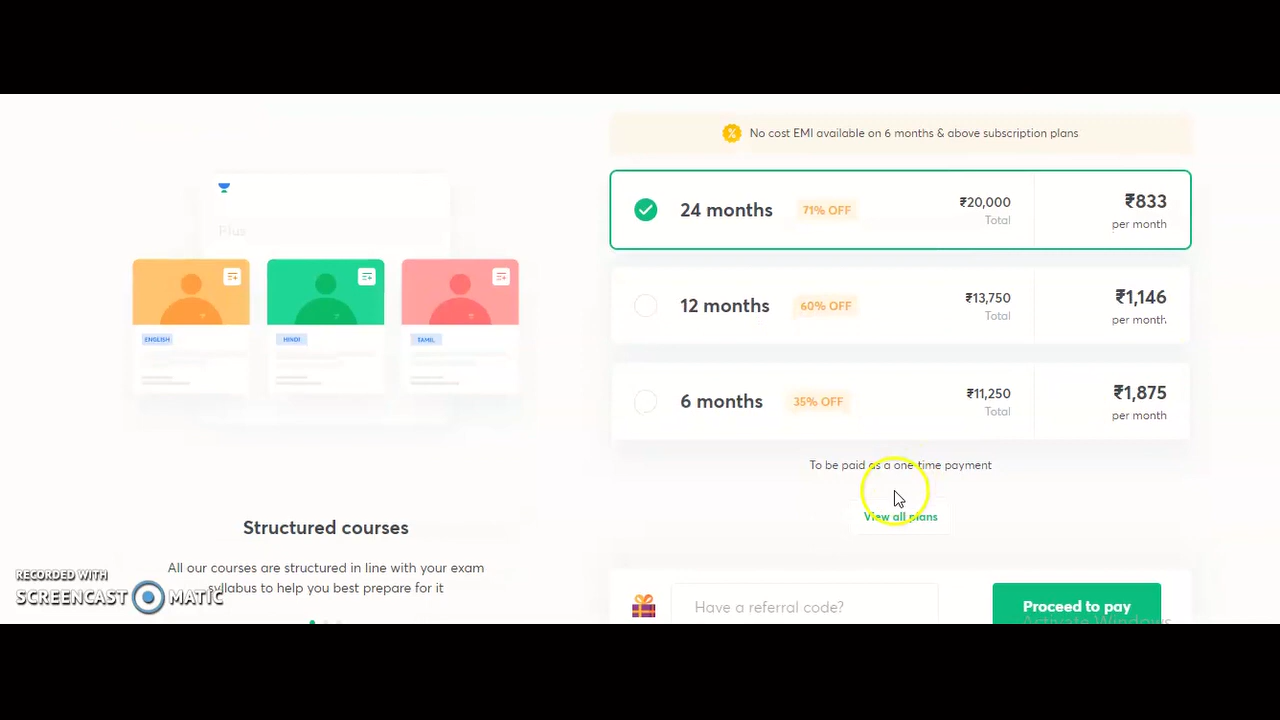 No cost EMI available on 6 months & above subscription plans
24 months 71% OFF ₹20,000 Total ₹833 per month
12 months 60% OFF ₹13,750 Total ₹1,146 per month
6 months 35% OFF ₹11,250 Total ₹1,875 per month
To be paid as a one time payment
View all plans
Have a referral code? Proceed to pay
Plus
ENGLISH HINDI TAMIL
Structured courses
All our courses are structured in line with your exam
syllabus to help you best prepare for it
RECORDED WITH
SCREENCAST MATIC
Activate Windows